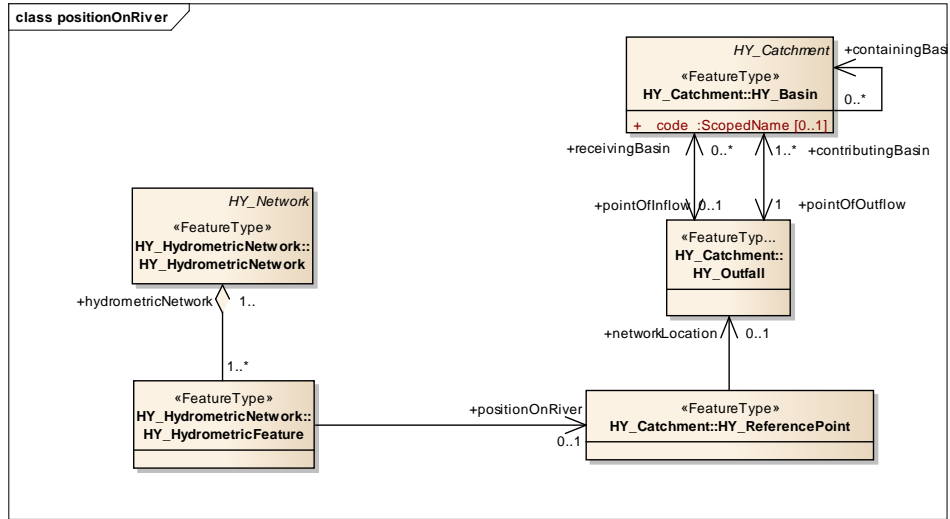 class positionOnRiver
HY_Catchment
«FeatureType»
HY_Catchment::HY_Basin
+ code :ScopedName [0..1]
+containingBasi
0..*
+receivingBasin
0..*
1..*
+contributingBasin
+pointOfInflow
0..1
1
+pointOfOutflow
HY_Network
«FeatureType»
HY_HydrometricNetwork::
HY_HydrometricNetwork
«FeatureTyp...
HY_Catchment::
HY_Outfall
+hydrometricNetwork
1..
+networkLocation
0..1
1..*
«FeatureType»
HY_HydrometricNetwork::
HY_HydrometricFeature
+positionOnRiver
0..1
«FeatureType»
HY_Catchment::HY_ReferencePoint